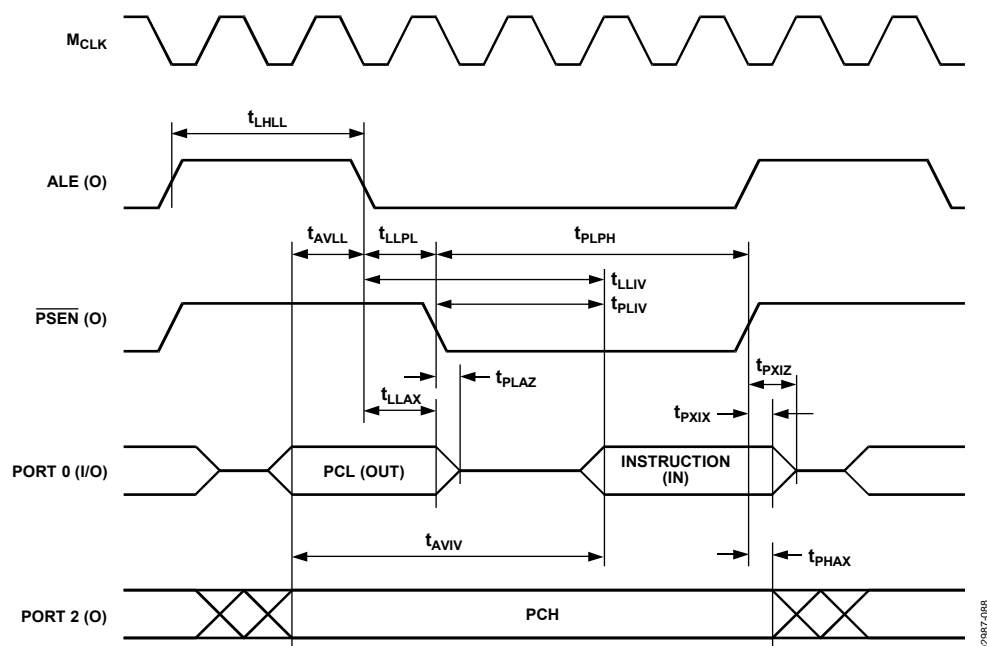 MCLK
tLHLL
ALE (O)
tAVLL
tLLPL
tPLPH
tLLIV
PSEN (O)
tPLIV
tPLAZ
tPXIZ
tLLAX
tPXIX
PORT 0 (I/O)
PCL (OUT)
INSTRUCTION
(IN)
tAVIV
tPHAX
PORT 2 (O)
PCH